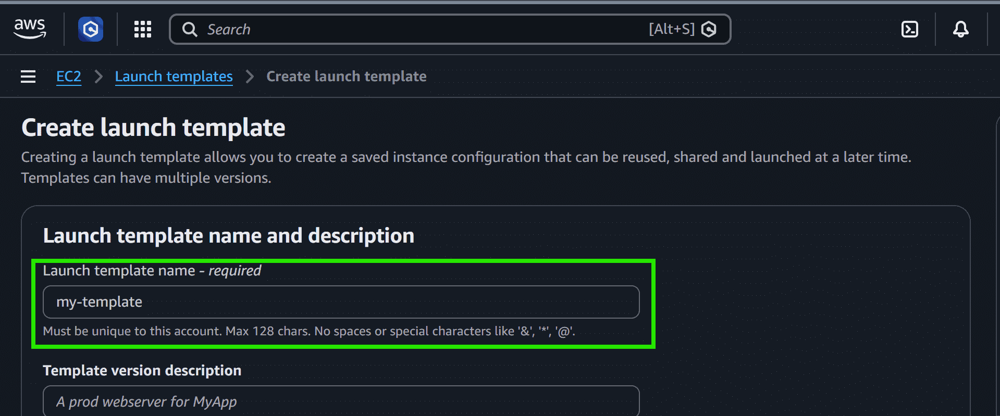 aws
Search
[Alt+S]
EC2
Launch templates
Create launch template
Create launch template
Creating a launch template allows you to create a saved instance configuration that can be reused, shared and launched at a later time.
Templates can have multiple versions.
Launch template name and description
Launch template name - required
my-template
Must be unique to this account. Max 128 chars. No spaces or special characters like '&', '*', '@'.
Template version description
A prod webserver for MyApp